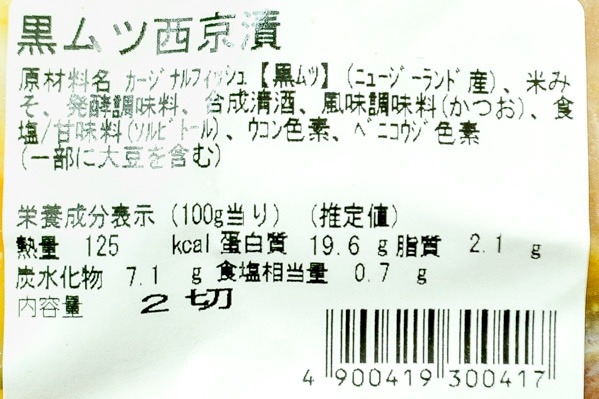 黒ムツ西京漬
原材料名 ｶｰｼﾞﾅﾙﾌｨｯｼｭ【黒ﾑﾂ】(ﾆｭｰｼﾞｰﾗﾝﾄﾞ産)、米み
そ、発酵調味料、合成清酒、風味調味料(かつお)、食
塩/甘味料(ｿﾙﾋﾞﾄｰﾙ)、ｳｺﾝ色素、ﾍﾞﾆｺｳｼﾞ色素
(一部に大豆を含む)
栄養成分表示 (100g当り) (推定値)
熱量 125 kcal 蛋白質 19.6 g 脂質 2.1 g
炭水化物 7.1 g 食塩相当量 0.7 g
内容量 2切
4 900419 300417